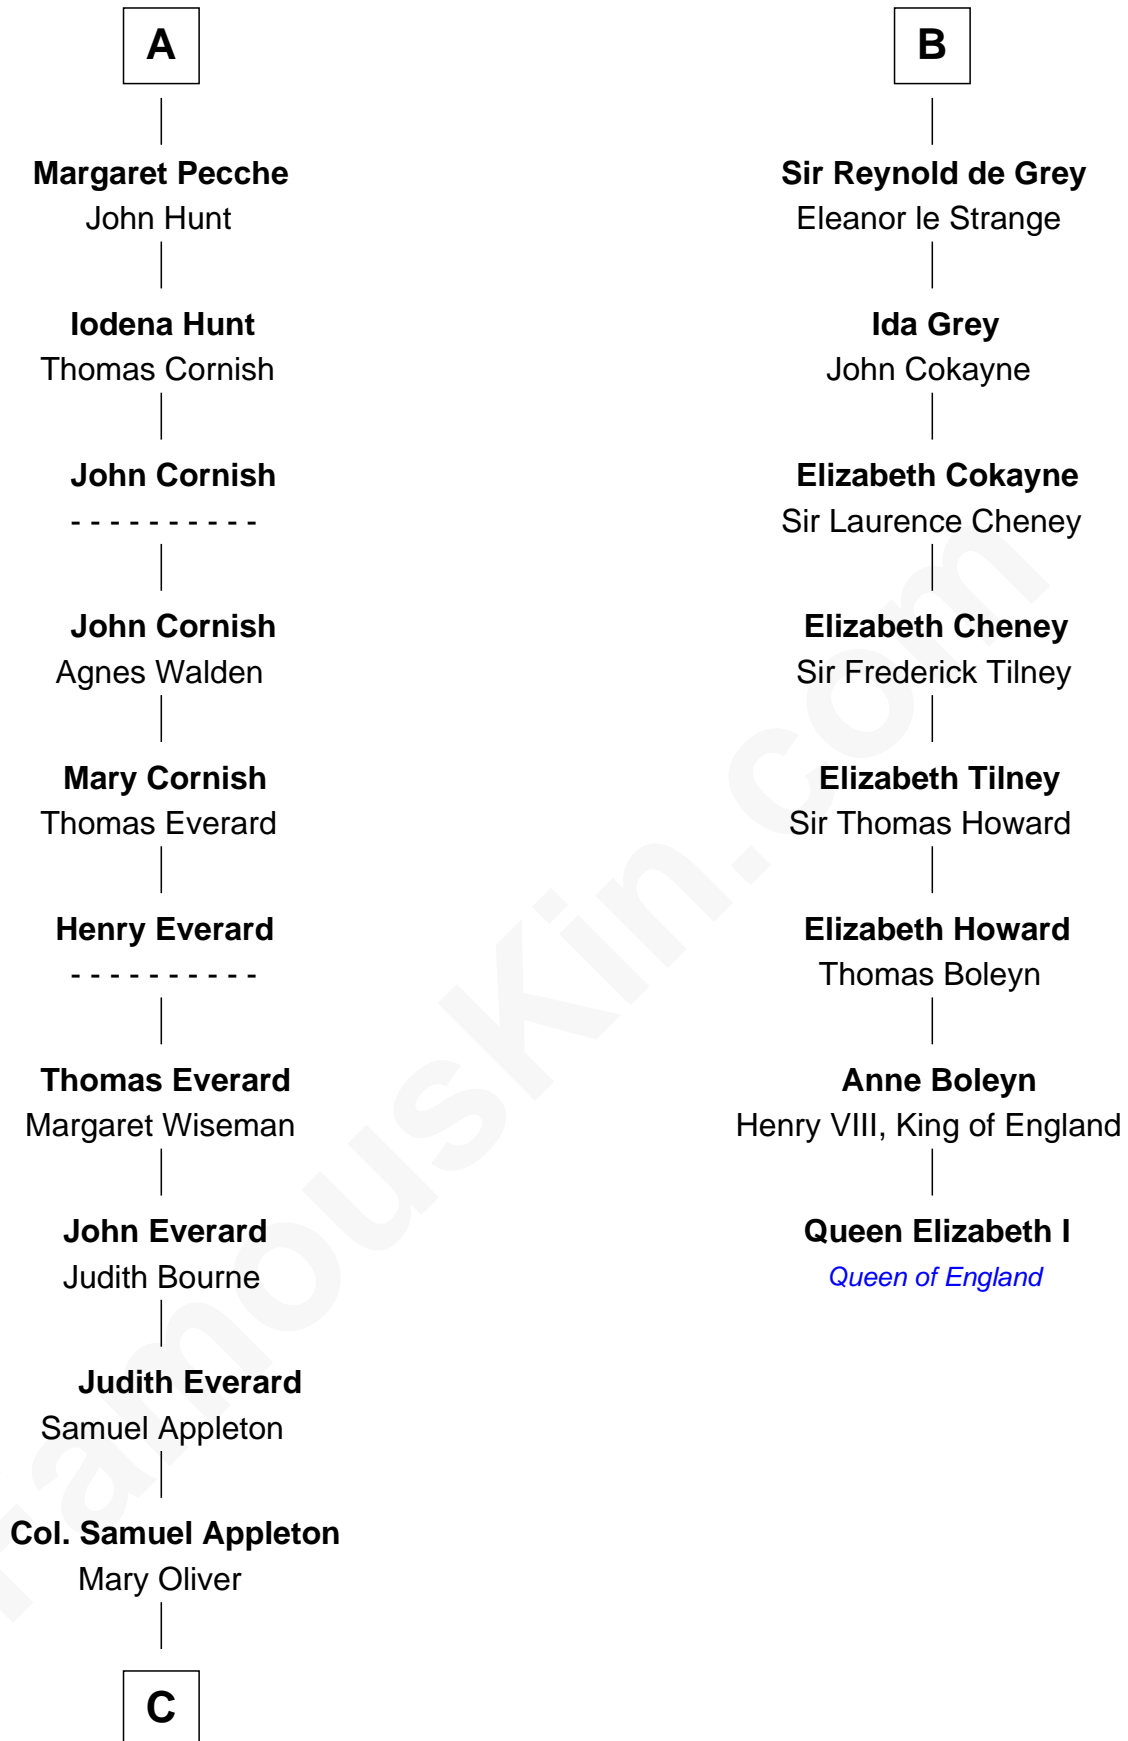 A
Margaret Pecche
John Hunt
Iodena Hunt
Thomas Cornish
John Cornish
- - - - - - - - - -
John Cornish
Agnes Walden
Mary Cornish
Thomas Everard
Henry Everard
- - - - - - - - - -
Thomas Everard
Margaret Wiseman
John Everard
Judith Bourne
Judith Everard
Samuel Appleton
Col. Samuel Appleton
Mary Oliver
C
B
Sir Reynold de Grey
Eleanor le Strange
Ida Grey
John Cokayne
Elizabeth Cokayne
Sir Laurence Cheney
Elizabeth Cheney
Sir Frederick Tilney
Elizabeth Tilney
Sir Thomas Howard
Elizabeth Howard
Thomas Boleyn
Anne Boleyn
Henry VIII, King of England
Queen Elizabeth I
Queen of England
FamousKin.com